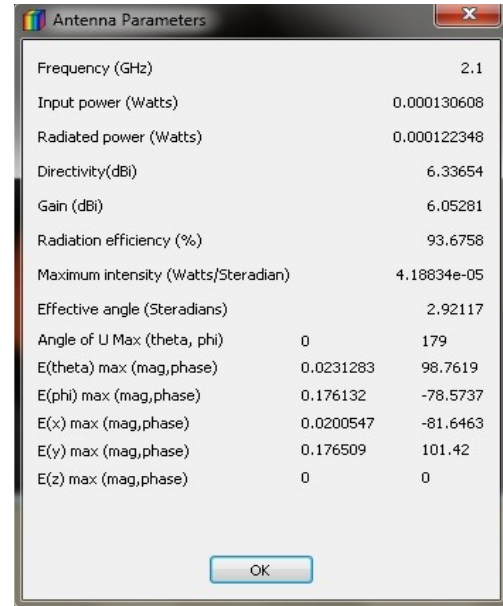 Antenna Parameters
Frequency (GHz) 2.1
Input power (Watts) 0.000130608
Radiated power (Watts) 0.000122348
Directivity(dBi) 6.33654
Gain (dBi) 6.05281
Radiation efficiency (%) 93.6758
Maximum intensity (Watts/Steradian) 4.18834e-05
Effective angle (Steradians) 2.92117
Angle of U Max (theta, phi) 0 179
E(theta) max (mag,phase) 0.0231283 98.7619
E(phi) max (mag,phase) 0.176132 -78.5737
E(x) max (mag,phase) 0.0200547 -81.6463
E(y) max (mag,phase) 0.176509 101.42
E(z) max (mag,phase) 0 0
OK